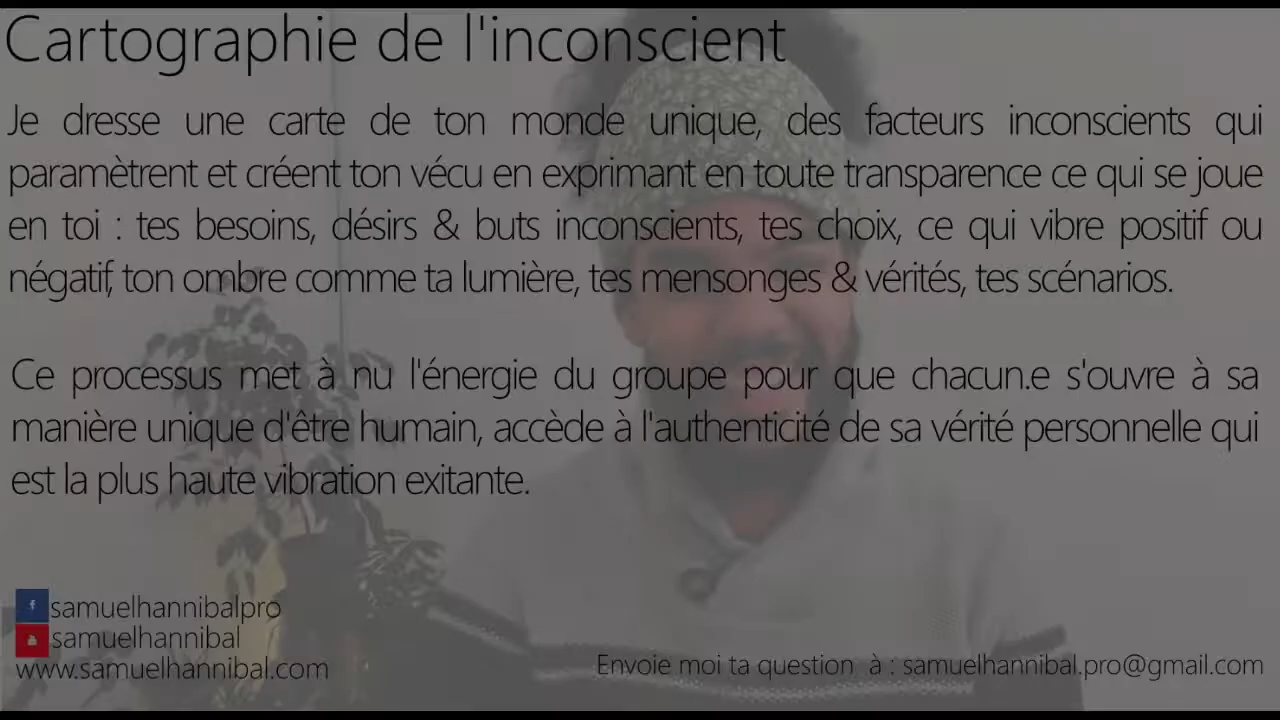 Cartographie de l'inconscient
Je dresse une carte de ton monde unique, des facteurs inconscients qui
paramètrent et créent ton vécu en exprimant en toute transparence ce qui se joue
en toi : tes besoins, désirs & buts inconscients, tes choix, ce qui vibre positif ou
négatif, ton ombre comme ta lumière, tes mensonges & vérités, tes scénarios.
Ce processus met à nu l'énergie du groupe pour que chacun.e s'ouvre à sa
manière unique d'être humain, accède à l'authenticité de sa vérité personnelle qui
est la plus haute vibration exitante.
samuelhannibalpro
samuelhannibal
www.samuelhannibal.com
Envoie moi ta question à : samuelhannibal.pro@gmail.com